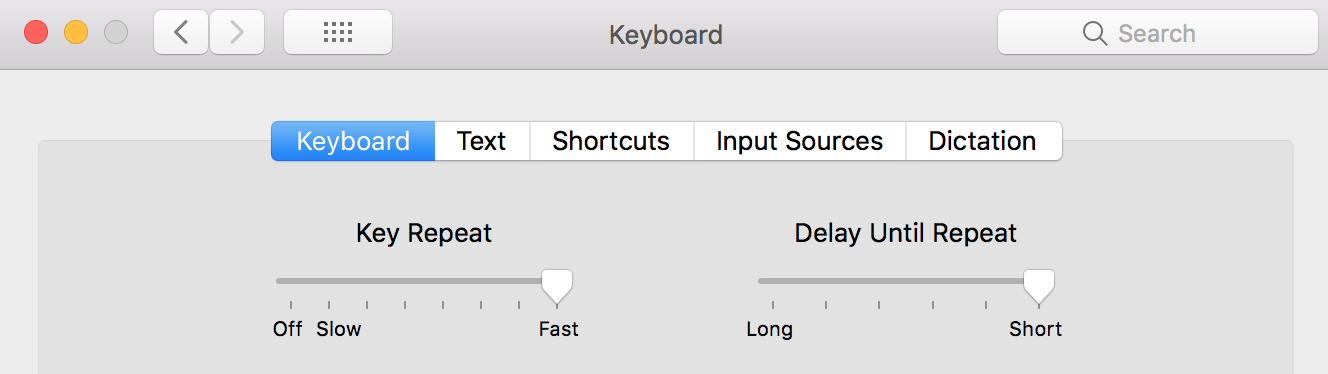 Keyboard
Search
Keyboard Text Shortcuts Input Sources Dictation
Key Repeat Delay Until Repeat
Off Slow Fast Long Short